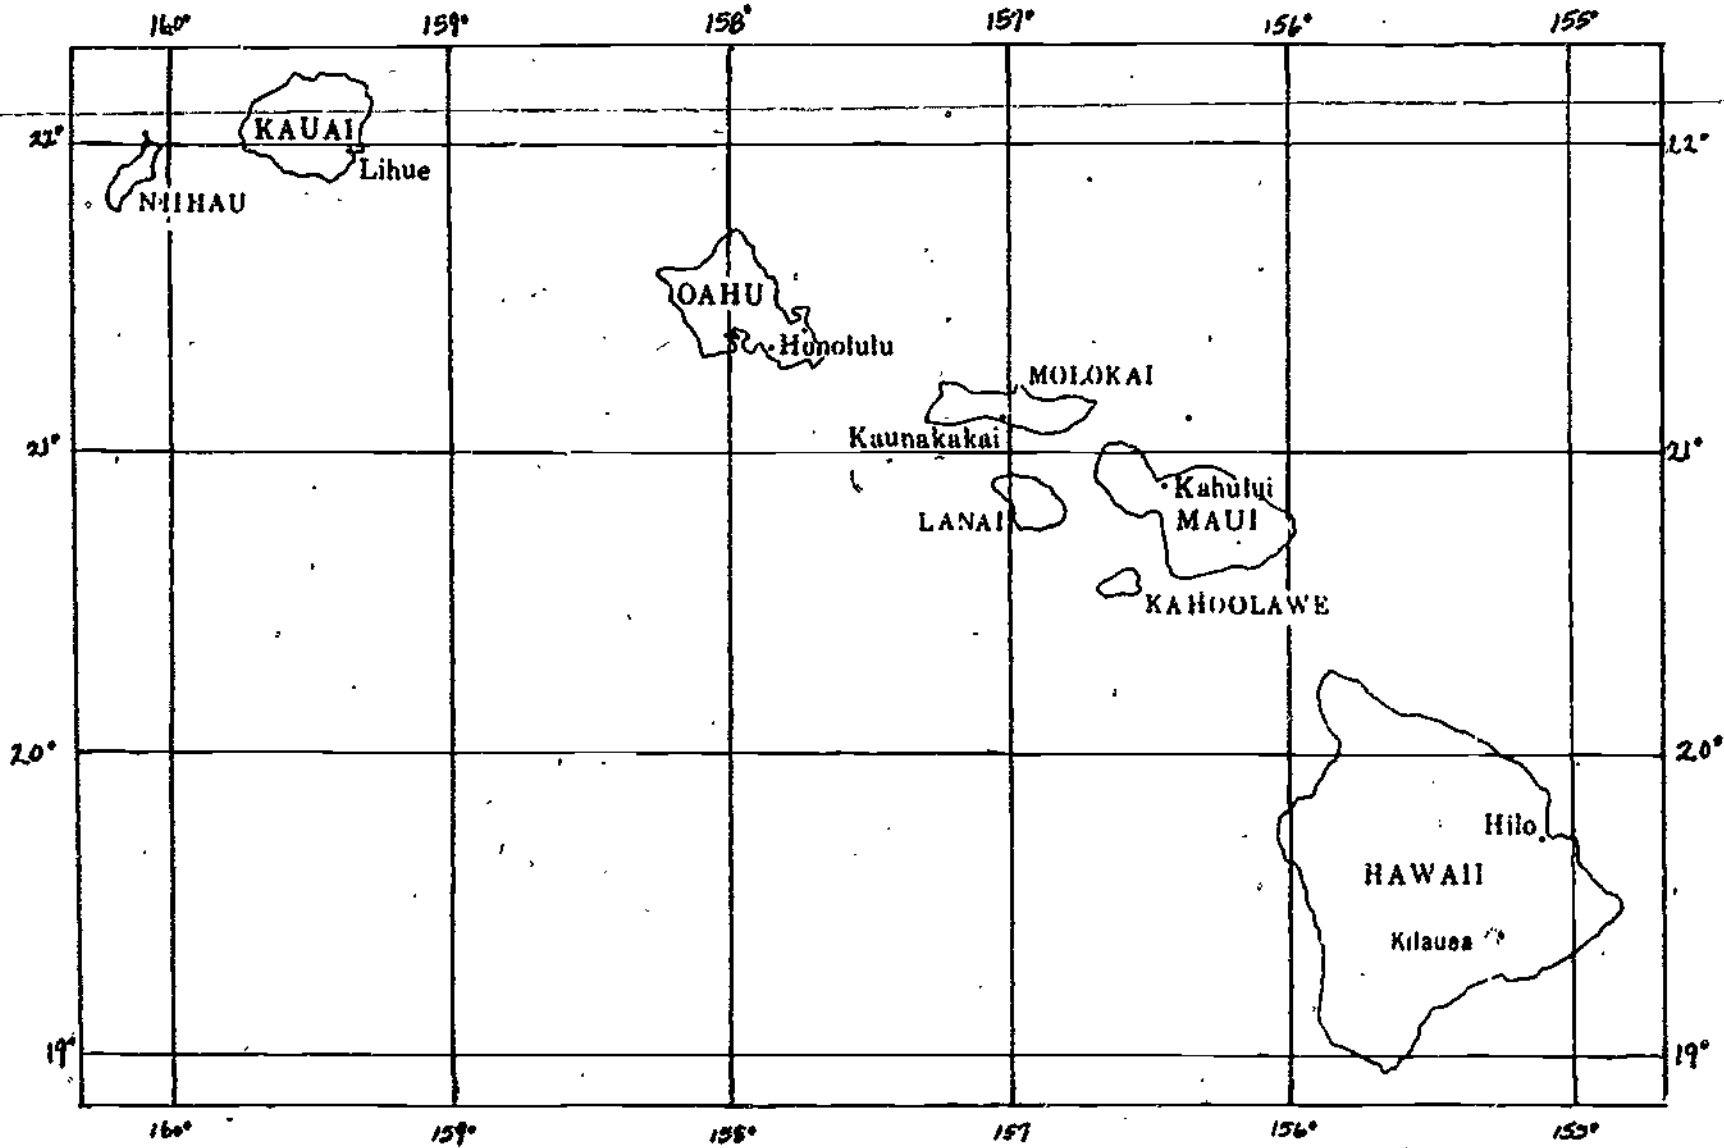 160° 159° 158° 157° 156° 155°
KAUAI
22° 22°
Lihue
NIIHAU
OAHU
Honolulu
MOLOKAI
Kaunakakai
21° 21°
Kahului
LANAI MAUI
KAHOOLAWE
20° 20°
Hilo
HAWAII
Kilauea
19° 19°
160° 159° 158° 157 156° 155°